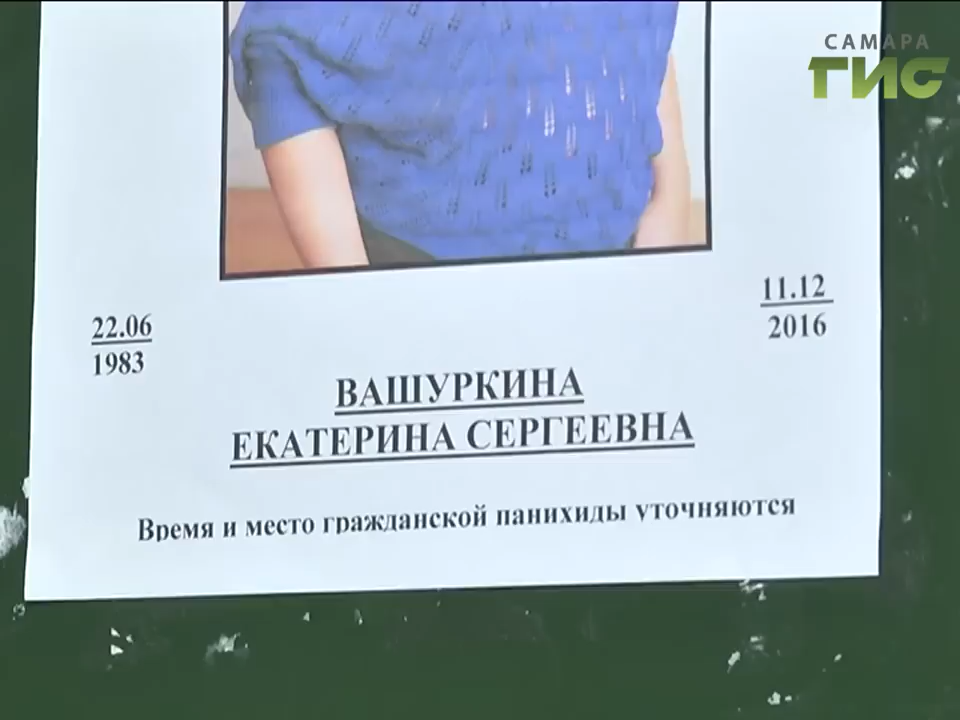 САМАРА
ГИС
22.06
1983
11.12
2016
ВАШУРКИНА
ЕКАТЕРИНА СЕРГЕЕВНА
Время и место гражданской панихиды уточняются